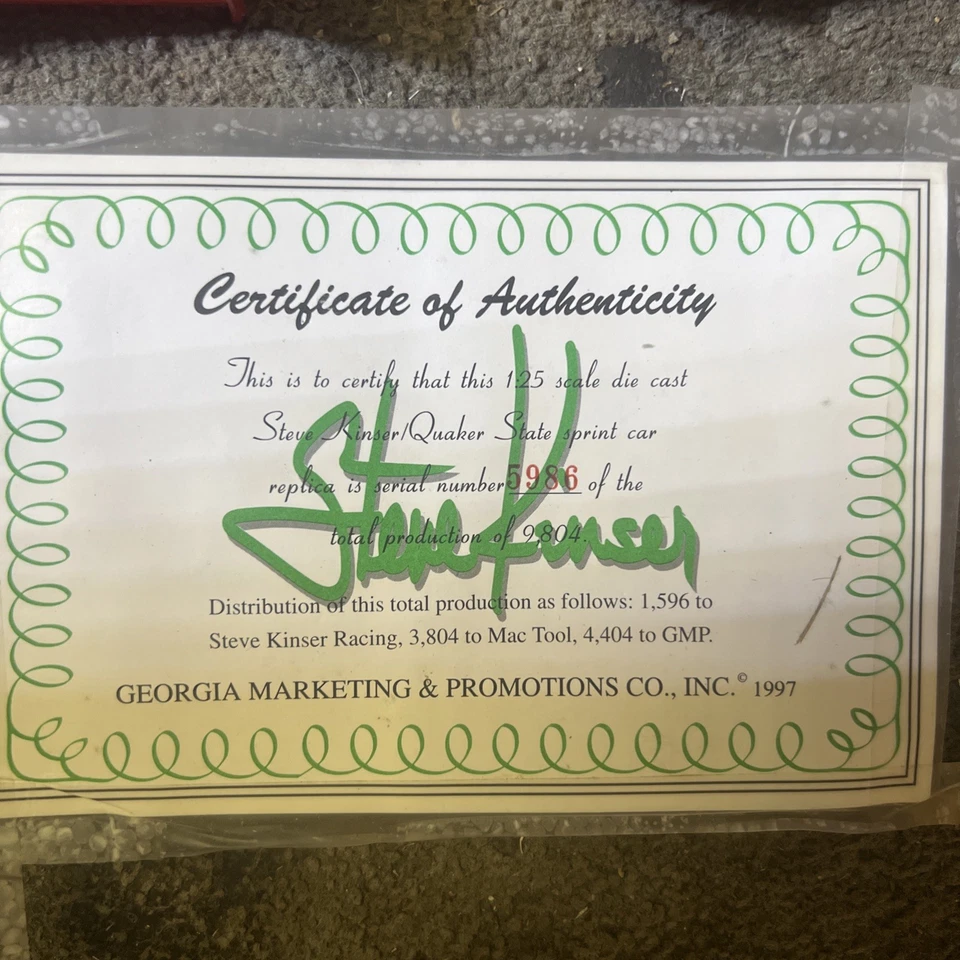 Certificate of Authenticity
This is to certify that this 1:25 scale die cast
Steve Kinser/Quaker State sprint car
replica is serial number 5986 of the
total production of 9,804.
Steve Kinser
Distribution of this total production as follows: 1,596 to
Steve Kinser Racing, 3,804 to Mac Tool, 4,404 to GMP.
GEORGIA MARKETING & PROMOTIONS CO., INC.© 1997